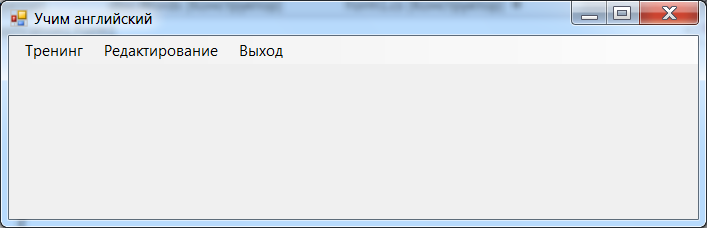 Учим английский
Тренинг Редактирование Выход